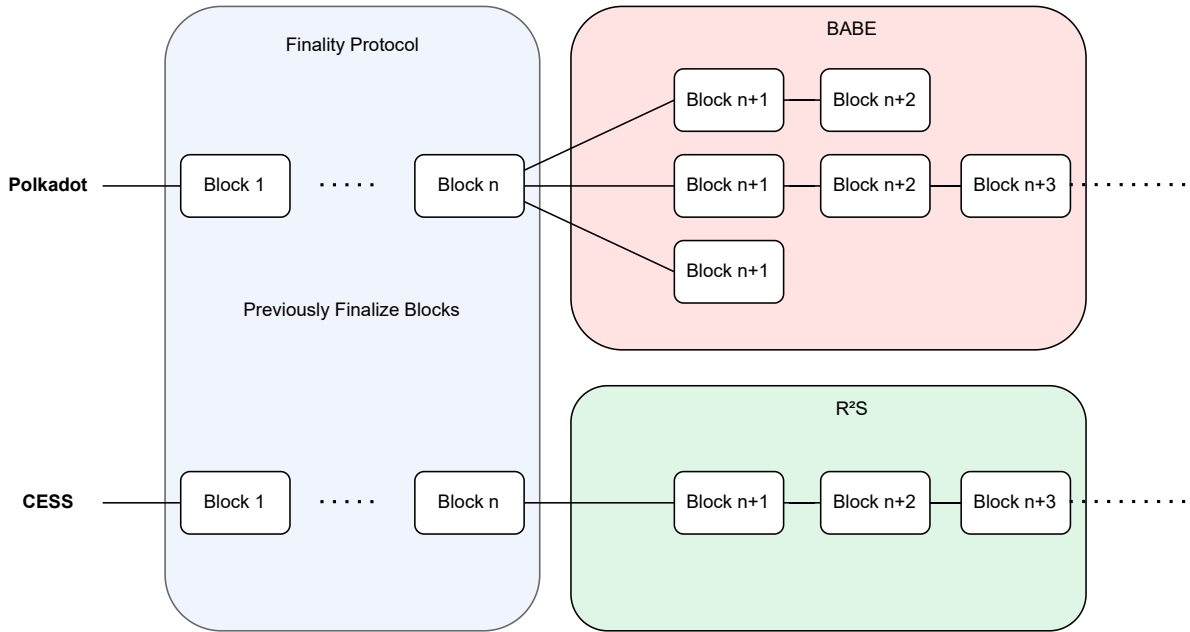 Finality Protocol
BABE
Block n+1
Block n+2
Polkadot
Block 1
Block n
Block n+1
Block n+2
Block n+3
Block n+1
Previously Finalize Blocks
R²S
CESS
Block 1
Block n
Block n+1
Block n+2
Block n+3